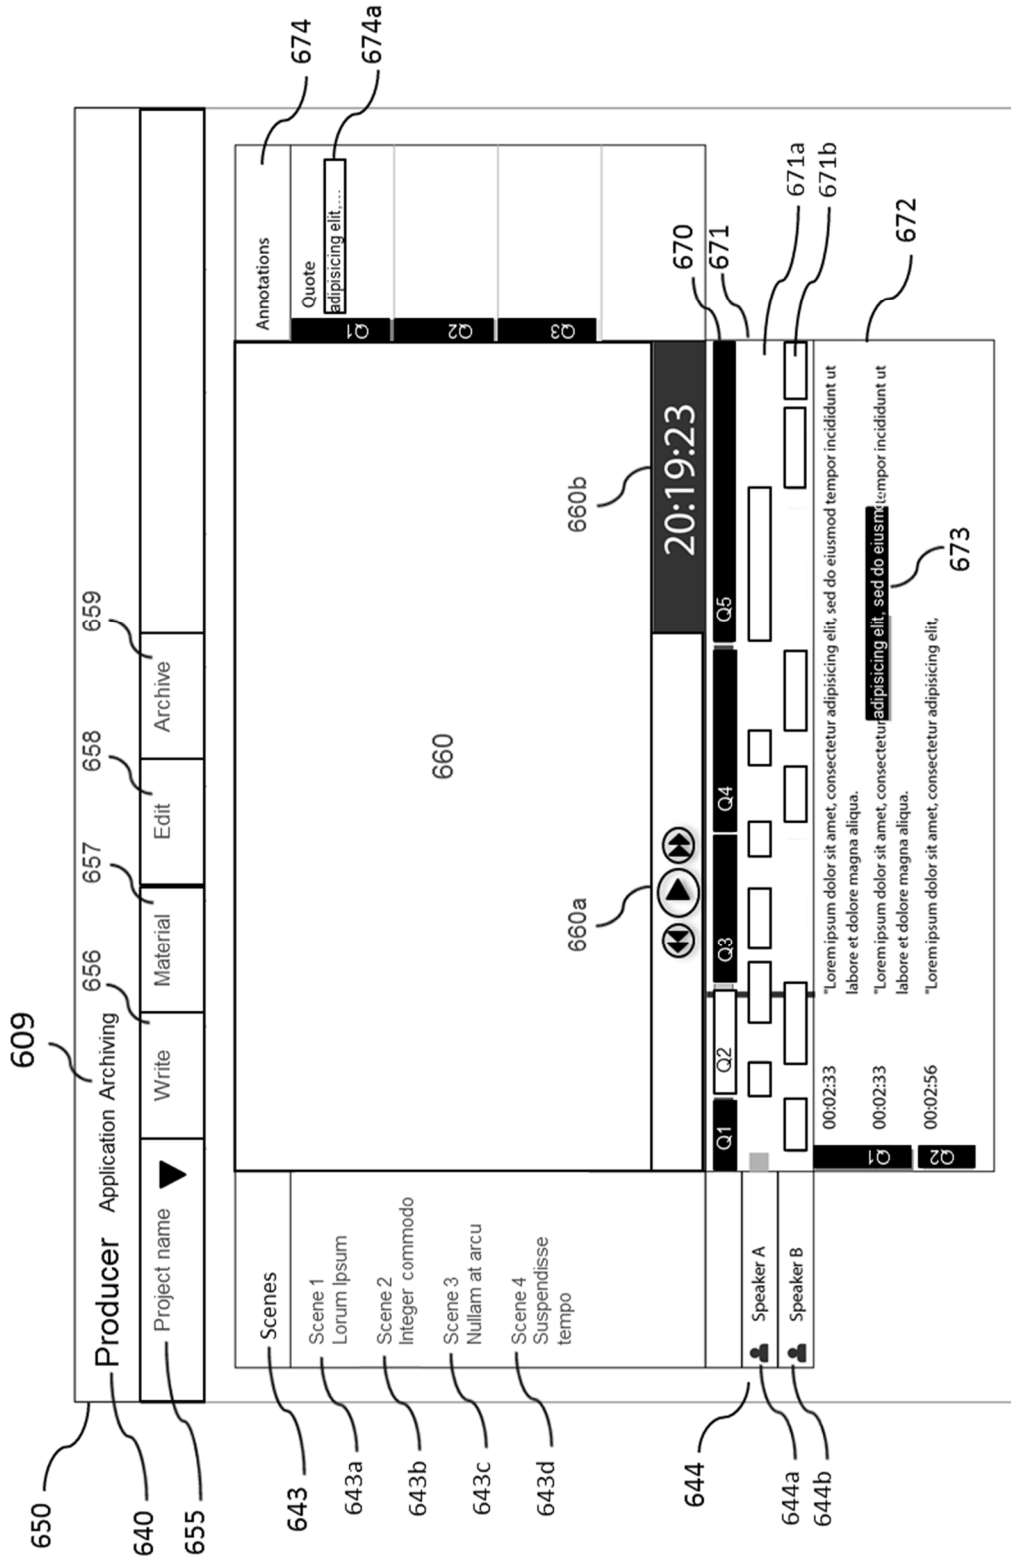 650
640
655
Producer
Application Archiving
609
Project name
Write
Material
Edit
Archive
656
657
658
659
643
Scenes
643a
Scene 1
Lorum Ipsum
643b
Scene 2
Integer commodo
643c
Scene 3
Nullam at arcu
643d
Scene 4
Suspendisse
tempo
660
660a
660b
20:19:23
Annotations
674
Quote
674a
adipisicing elit,...
Q1
Q2
Q3
670
671
Q1
Q2
Q3
Q4
Q5
644
Speaker A
644a
671a
Speaker B
644b
671b
672
00:02:33
"Lorem ipsum dolor sit amet, consectetur adipisicing elit, sed do eiusmod tempor incididunt ut
labore et dolore magna aliqua.
Q1
00:02:33
"Lorem ipsum dolor sit amet, consectetur adipisicing elit, sed do eiusmod tempor incididunt ut
labore et dolore magna aliqua.
673
Q2
00:02:56
"Lorem ipsum dolor sit amet, consectetur adipisicing elit,